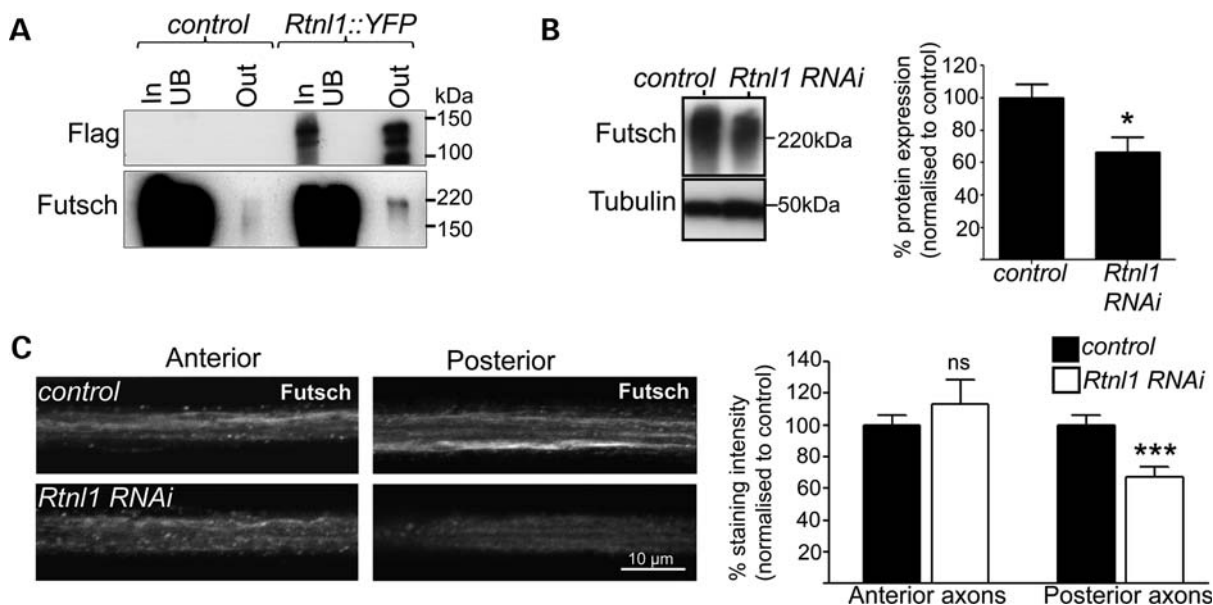 A
control Rtnl1::YFP
In UB Out In UB Out kDa
Flag
150
100
Futsch
220
150
B
control Rtnl1 RNAi
Futsch
220kDa
Tubulin
50kDa
% protein expression
(normalised to control)
120
100
80
60
40
20
*
control Rtnl1
RNAi
C
Anterior Posterior
control Futsch Futsch
Rtnl1 RNAi
10 µm
% staining intensity
(normalised to control)
140
120
100
80
60
40
20
ns
***
control
Rtnl1 RNAi
Anterior axons Posterior axons